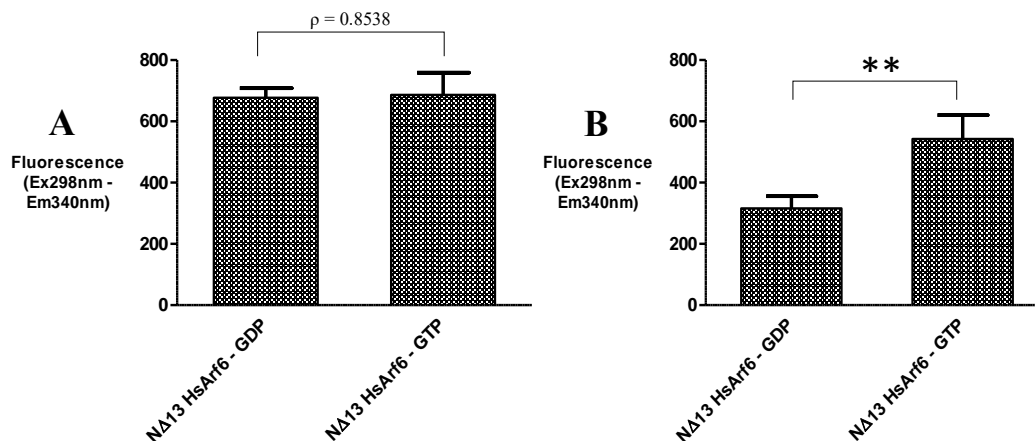 ρ = 0.8538
A
Fluorescence
(Ex298nm -
Em340nm)
800
600
400
200
0
NΔ13 HsArf6 - GDP
NΔ13 HsArf6 - GTP
B
**
Fluorescence
(Ex298nm -
Em340nm)
800
600
400
200
0
NΔ13 HsArf6 - GDP
NΔ13 HsArf6 - GTP